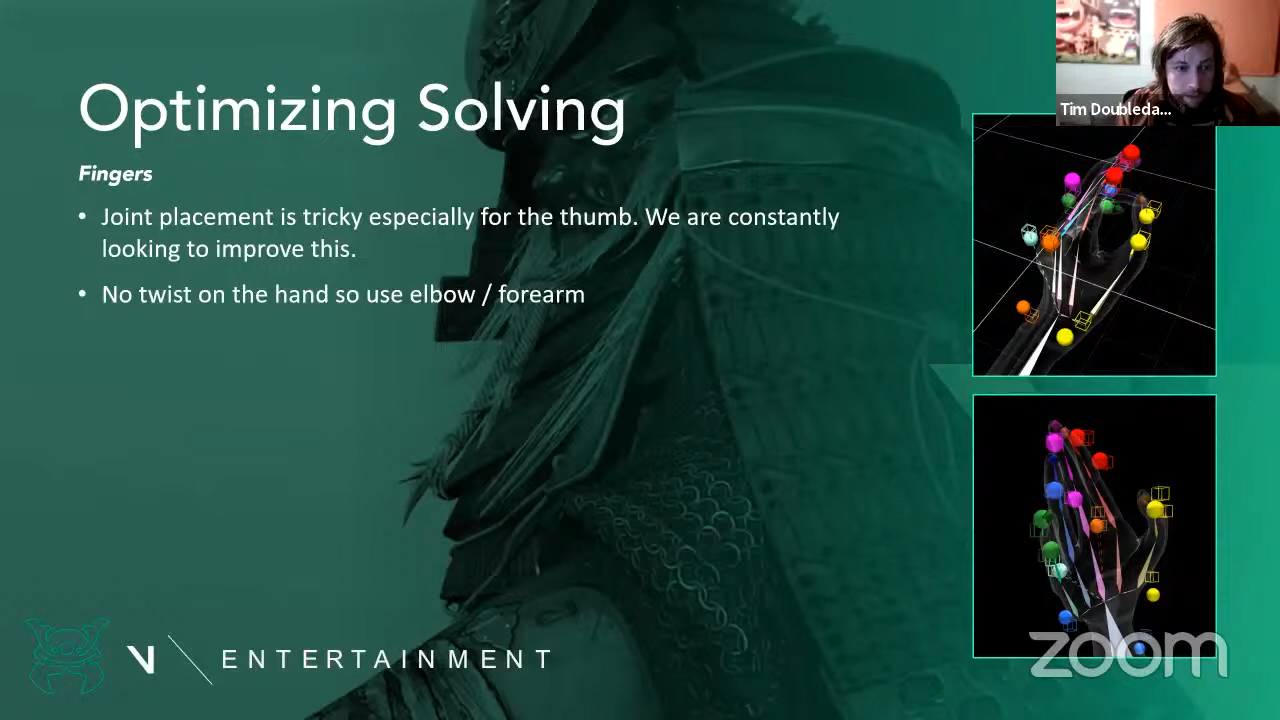 Optimizing Solving
Tim Doubleda...
Fingers
• Joint placement is tricky especially for the thumb. We are constantly
looking to improve this.
• No twist on the hand so use elbow / forearm
V ENTERTAINMENT
zoom